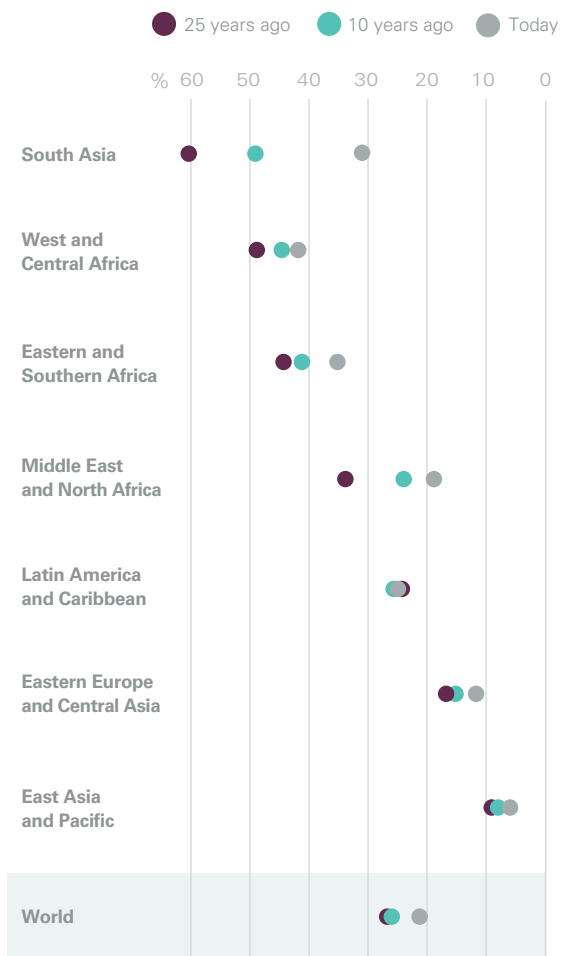 25 years ago 10 years ago Today
% 60 50 40 30 20 10 0
South Asia
West and
Central Africa
Eastern and
Southern Africa
Middle East
and North Africa
Latin America
and Caribbean
Eastern Europe
and Central Asia
East Asia
and Pacific
World